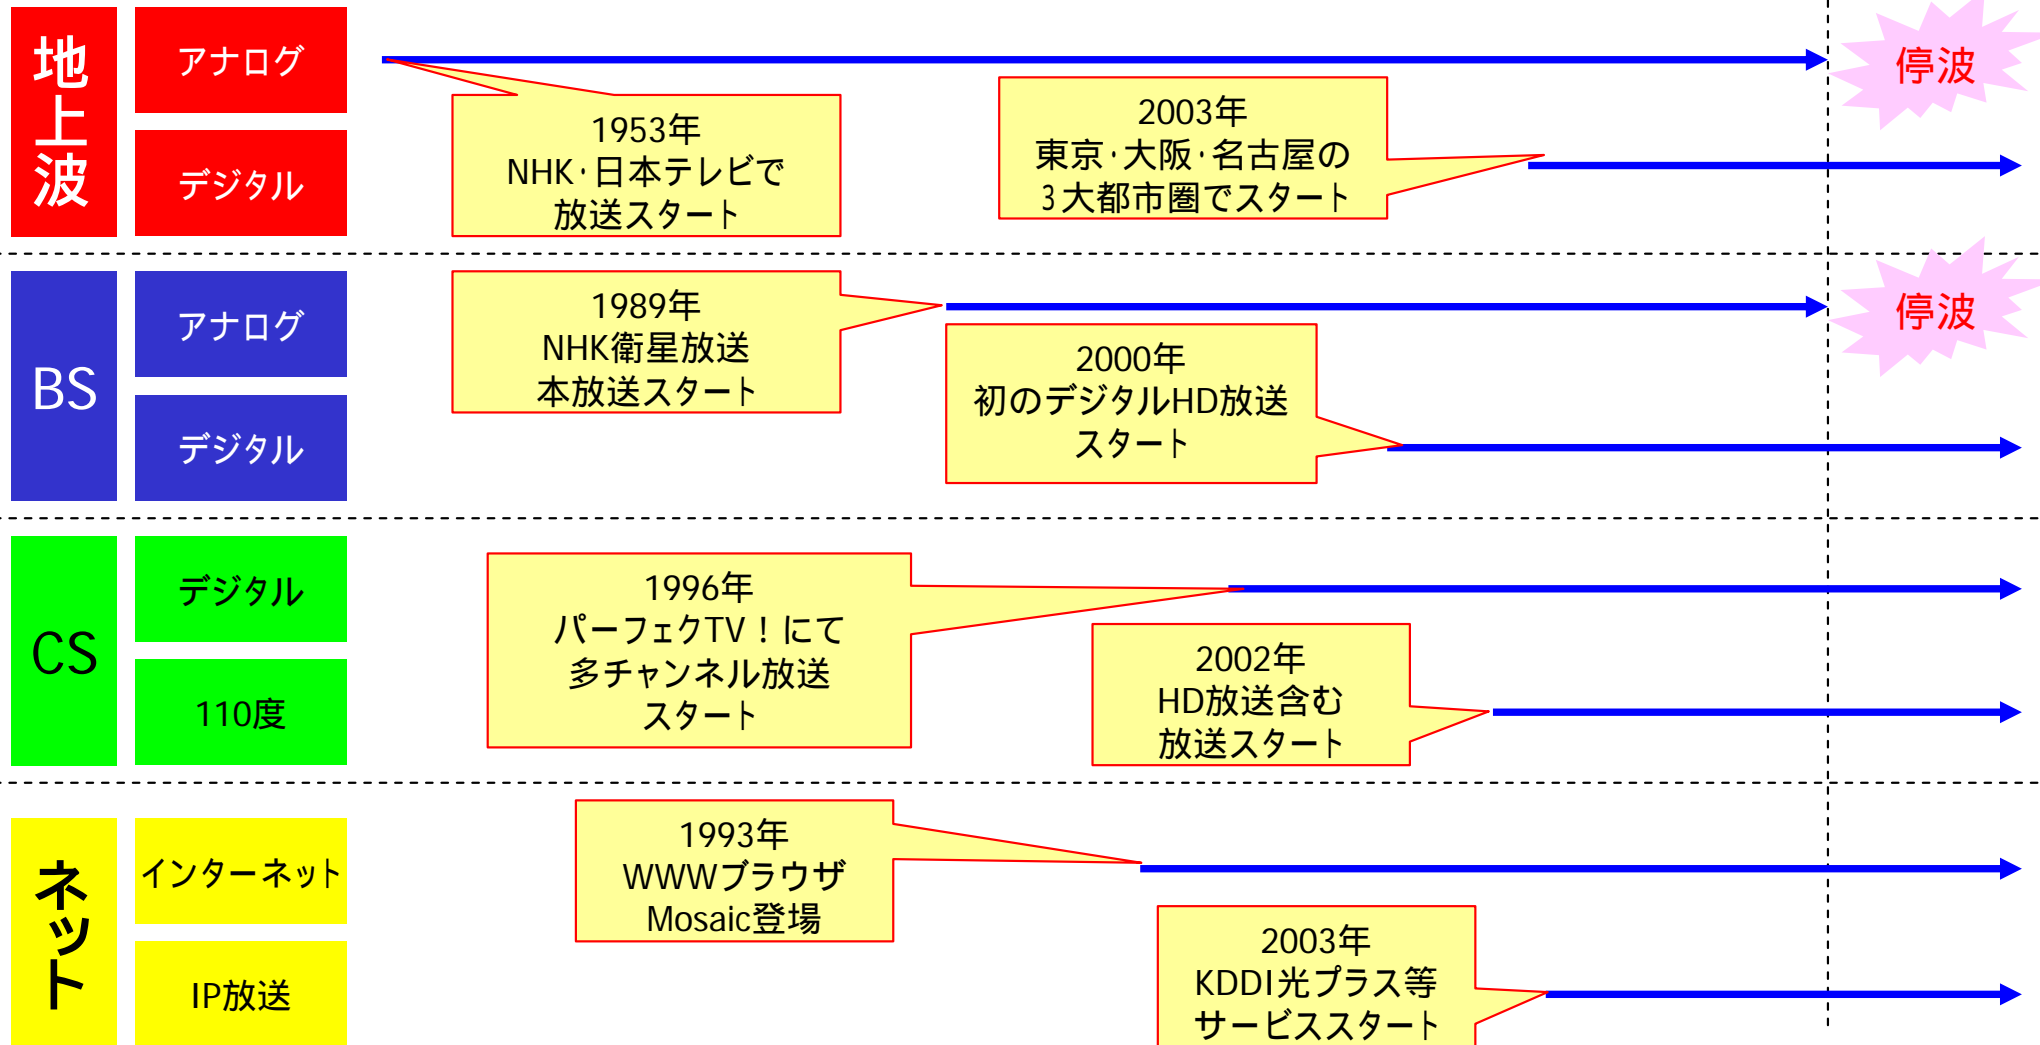 地上波
アナログ
停波
1953年
NHK・日本テレビで
放送スタート
2003年
東京・大阪・名古屋の
3大都市圏でスタート
デジタル
BS
アナログ
1989年
NHK衛星放送
本放送スタート
停波
2000年
初のデジタルHD放送
スタート
デジタル
CS
デジタル
1996年
パーフェクTV！にて
多チャンネル放送
スタート
2002年
HD放送含む
放送スタート
110度
ネット
インターネット
1993年
WWWブラウザ
Mosaic登場
2003年
KDDI光プラス等
サービススタート
IP放送